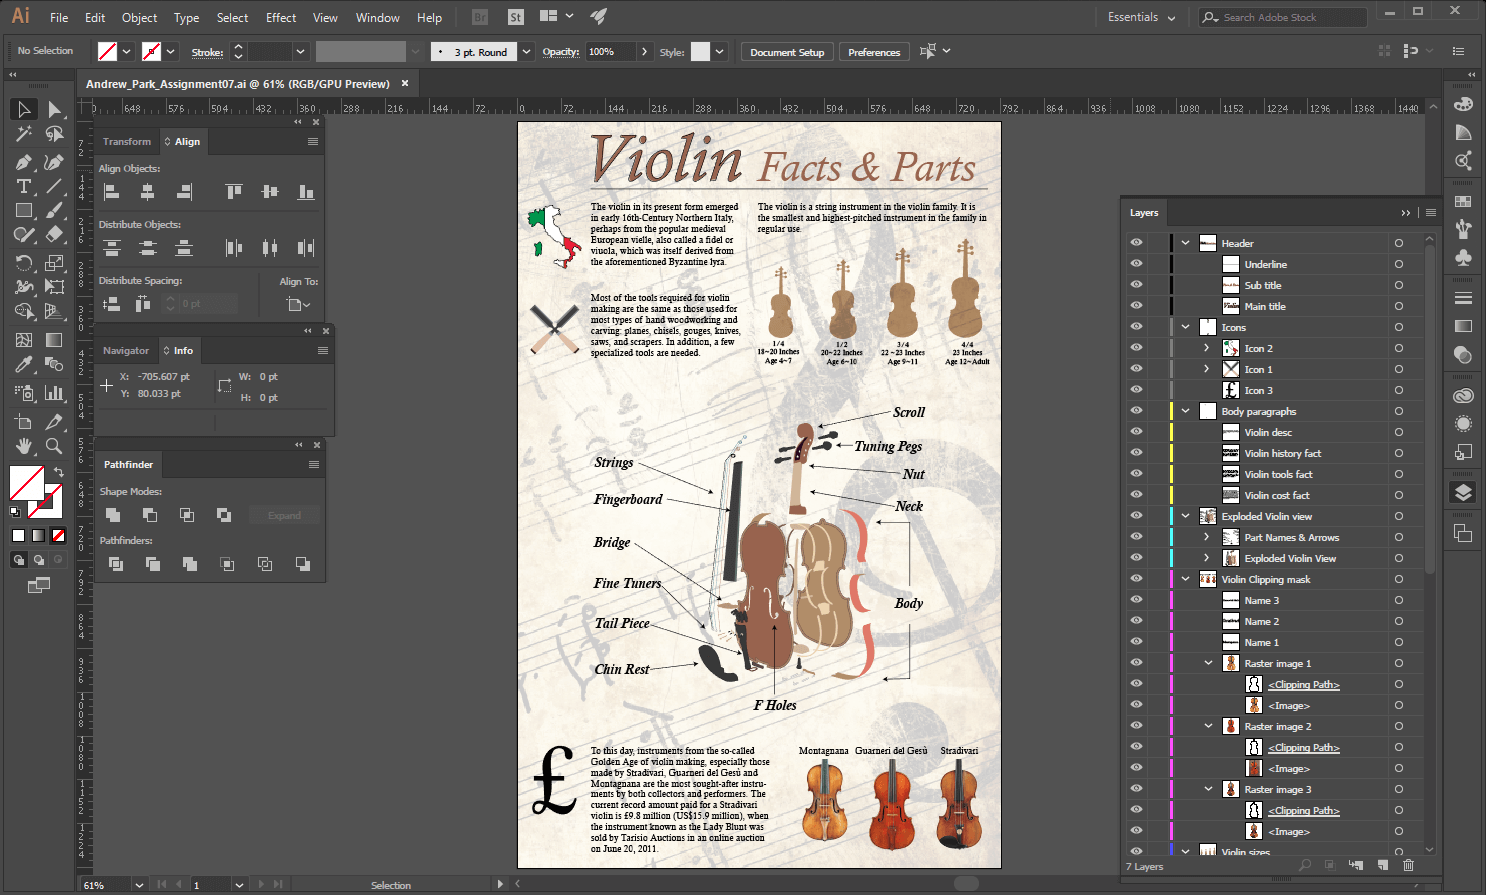 Ai File Edit Object Type Select Effect View Window Help Br St Essentials Search Adobe Stock
No Selection Stroke: 3 pt. Round Opacity: 100% Style: Document Setup Preferences
Andrew_Park_Assignment07.ai @ 61% (RGB/GPU Preview)
648 576 504 432 360 288 216 144 72 0 72 144 216 288 360 432 504 576 648 720 792 864 936 1008 1080 1152 1224 1296 1368 1440
Transform Align
Align Objects:
Distribute Objects:
Distribute Spacing: Align To:
0 pt
Navigator Info
X: -705.607 pt W: 0 pt
Y: 80.033 pt H: 0 pt
Pathfinder
Shape Modes:
Expand
Pathfinders:
Violin Facts & Parts
The violin in its present form emerged
in early 16th-Century Northern Italy,
perhaps from the popular medieval
European vielle, also called a fidel or
viuola, which was itself derived from
the aforementioned Byzantine lyra.
The violin is a string instrument in the violin family. It is
the smallest and highest-pitched instrument in the family in
regular use.
Most of the tools required for violin
making are the same as those used for
most types of hand woodworking and
carving: planes, chisels, gouges, knives,
saws, and scrapers. In addition, a few
specialized tools are needed.
1/4
18~20 Inches
Age 4~7
1/2
20~22 Inches
Age 6~10
3/4
22~23 Inches
Age 9~11
4/4
23 Inches
Age 12~Adult
Scroll
Tuning Pegs
Strings
Nut
Fingerboard
Neck
Bridge
Fine Tuners
Body
Tail Piece
Chin Rest
F Holes
£
To this day, instruments from the so-called
Golden Age of violin making, especially those
made by Stradivari, Guarneri del Gesù and
Montagnana are the most sought-after instru-
ments by both collectors and performers. The
current record amount paid for a Stradivari
violin is £9.8 million (US$15.9 million), when
the instrument known as the Lady Blunt was
sold by Tarisio Auctions in an online auction
on June 20, 2011.
Montagnana Guarneri del Gesù Stradivari
Layers
Header
Underline
Sub title
Main title
Icons
Icon 2
Icon 1
Icon 3
Body paragraphs
Violin desc
Violin history fact
Violin tools fact
Violin cost fact
Exploded Violin view
Part Names & Arrows
Exploded Violin View
Violin Clipping mask
Name 3
Name 2
Name 1
Raster image 1
<Clipping Path>
<Image>
Raster image 2
<Clipping Path>
<Image>
Raster image 3
<Clipping Path>
<Image>
Violin sizes
7 Layers
61% 1 Selection